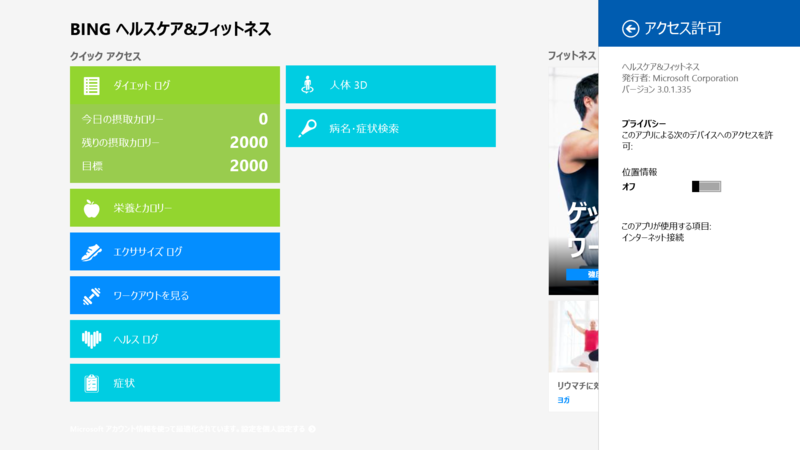 BING ヘルスケア&フィットネス
クイック アクセス
ダイエット ログ
今日の摂取カロリー 0
残りの摂取カロリー 2000
目標 2000
栄養とカロリー
エクササイズ ログ
ワークアウトを見る
ヘルス ログ
症状
人体 3D
病名・症状検索
フィットネス
ゲッ
ワー
リウマチに効
ヨガ
アクセス許可
ヘルスケア&フィットネス
発行者: Microsoft Corporation
バージョン 3.0.1.335
プライバシー
このアプリによる次のデバイスへのアクセスを許
可:
位置情報
オフ
このアプリが使用する項目:
インターネット接続